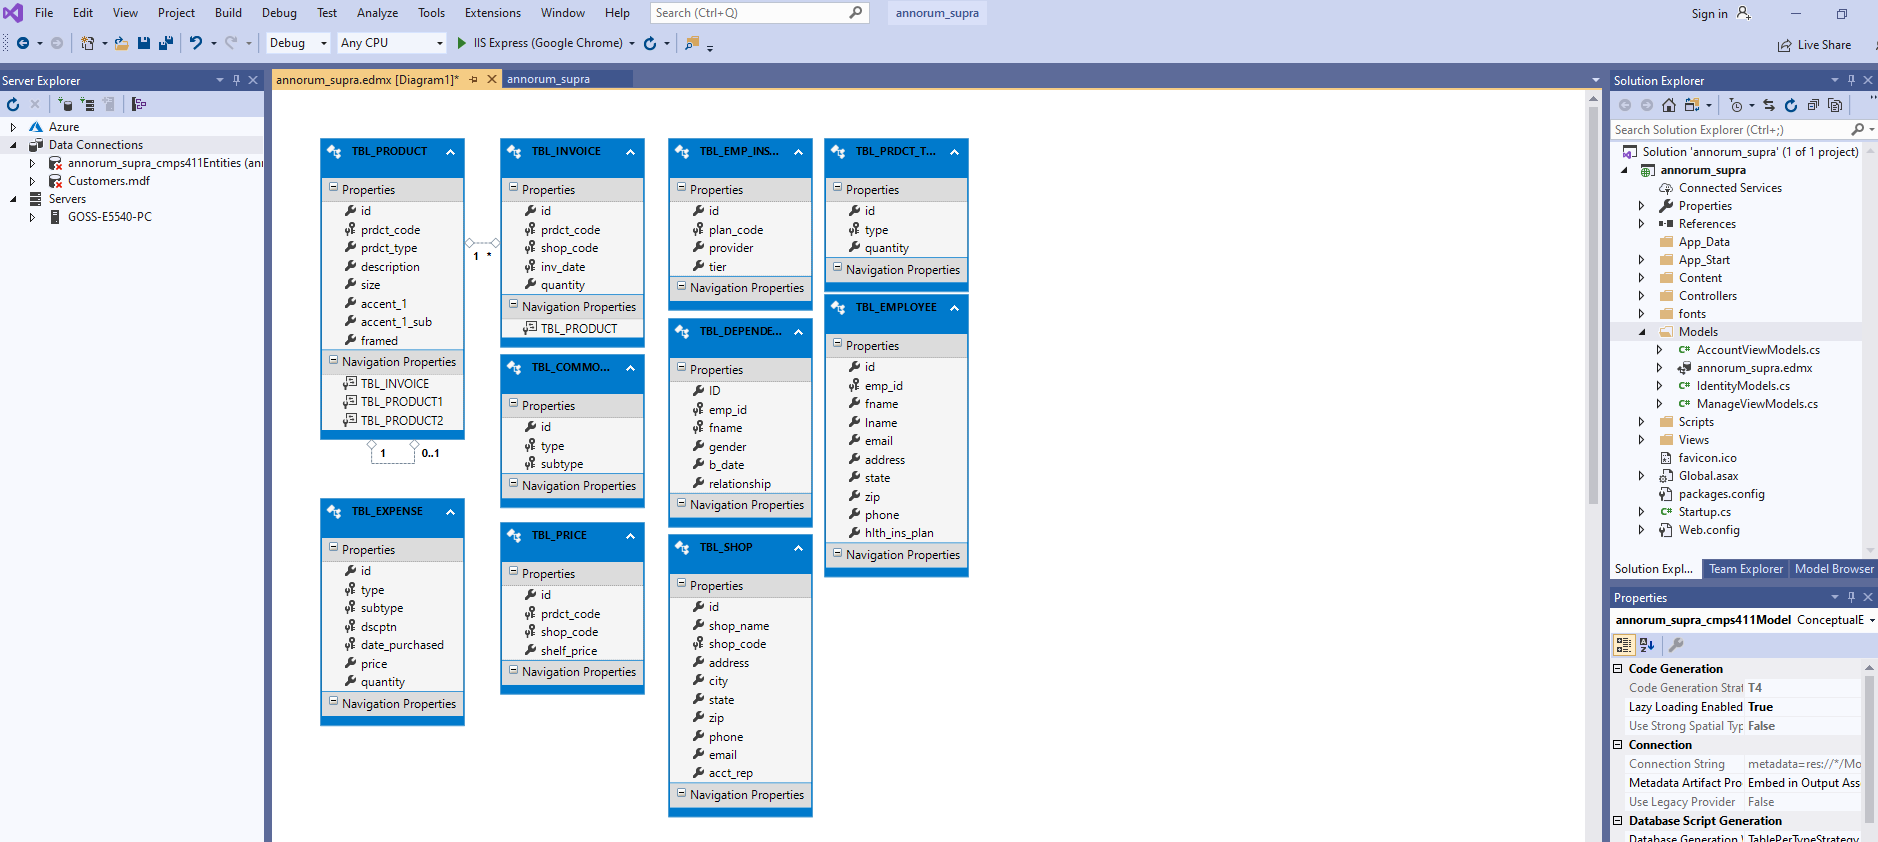 File Edit View Project Build Debug Test Analyze Tools Extensions Window Help Search (Ctrl+Q) annorum_supra Sign in
Debug Any CPU IIS Express (Google Chrome) Live Share
Server Explorer
Azure
Data Connections
annorum_supra_cmps411Entities (ann
Customers.mdf
Servers
GOSS-E5540-PC
annorum_supra.edmx [Diagram1]* annorum_supra
TBL_PRODUCT
Properties
id
prdct_code
prdct_type
description
size
accent_1
accent_1_sub
framed
Navigation Properties
TBL_INVOICE
TBL_PRODUCT1
TBL_PRODUCT2
1 0..1
1 *
TBL_EXPENSE
Properties
id
type
subtype
dscptn
date_purchased
price
quantity
Navigation Properties
TBL_INVOICE
Properties
id
prdct_code
shop_code
inv_date
quantity
Navigation Properties
TBL_PRODUCT
TBL_COMMO...
Properties
id
type
subtype
Navigation Properties
TBL_PRICE
Properties
id
prdct_code
shop_code
shelf_price
Navigation Properties
TBL_EMP_INS...
Properties
id
plan_code
provider
tier
Navigation Properties
TBL_DEPENDE...
Properties
ID
emp_id
fname
gender
b_date
relationship
Navigation Properties
TBL_SHOP
Properties
id
shop_name
shop_code
address
city
state
zip
phone
email
acct_rep
Navigation Properties
TBL_PRDCT_T...
Properties
id
type
quantity
Navigation Properties
TBL_EMPLOYEE
Properties
id
emp_id
fname
lname
email
address
state
zip
phone
hlth_ins_plan
Navigation Properties
Solution Explorer
Search Solution Explorer (Ctrl+;)
Solution 'annorum_supra' (1 of 1 project)
annorum_supra
Connected Services
Properties
References
App_Data
App_Start
Content
Controllers
fonts
Models
C# AccountViewModels.cs
annorum_supra.edmx
C# IdentityModels.cs
C# ManageViewModels.cs
Scripts
Views
favicon.ico
Global.asax
packages.config
C# Startup.cs
Web.config
Solution Expl... Team Explorer Model Browser
Properties
annorum_supra_cmps411Model ConceptualE
Code Generation
Code Generation Strat T4
Lazy Loading Enabled True
Use Strong Spatial Typ False
Connection
Connection String metadata=res://*/Mo
Metadata Artifact Pro Embed in Output Ass
Use Legacy Provider False
Database Script Generation
Database Generation TablePerTypeStrategy